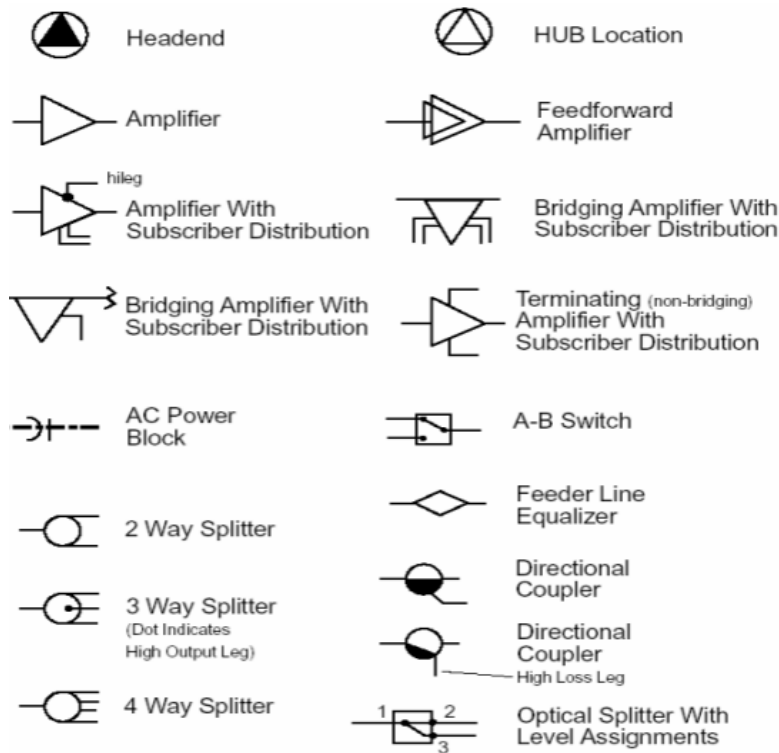 Headend
HUB Location
Amplifier
Feedforward
Amplifier
hileg
Amplifier With
Subscriber Distribution
Bridging Amplifier With
Subscriber Distribution
Bridging Amplifier With
Subscriber Distribution
Terminating (non-bridging)
Amplifier With
Subscriber Distribution
AC Power
Block
A-B Switch
2 Way Splitter
Feeder Line
Equalizer
3 Way Splitter
(Dot Indicates
High Output Leg)
Directional
Coupler
Directional
Coupler
High Loss Leg
4 Way Splitter
1 2
3
Optical Splitter With
Level Assignments